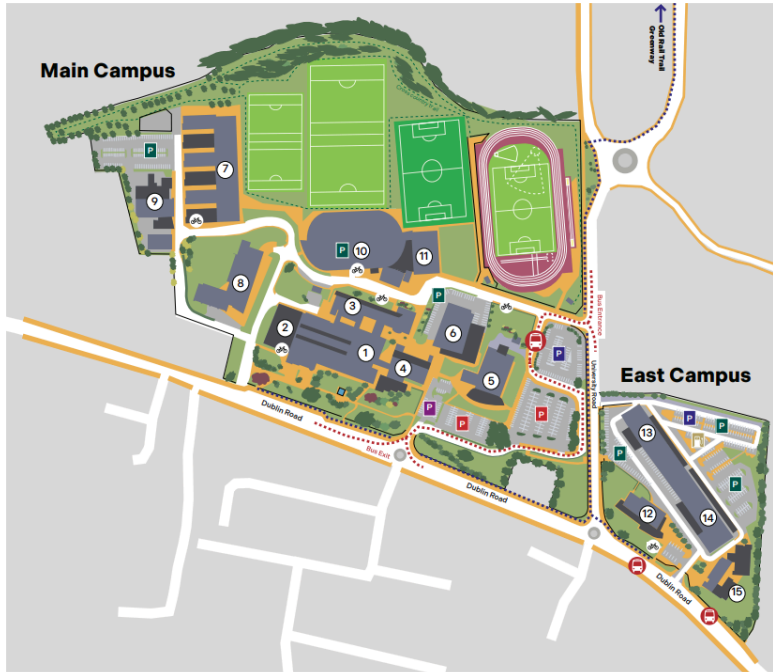 Old Rail Trail
Greenway
Main Campus
P
7
9
10
P
11
8
P
3
2
6
1
4
5
P
Bus Entrance
University Road
East Campus
P
P
P
Dublin Road
Bus Exit
Dublin Road
13
P
P
P
P
12
14
15
Dublin Road